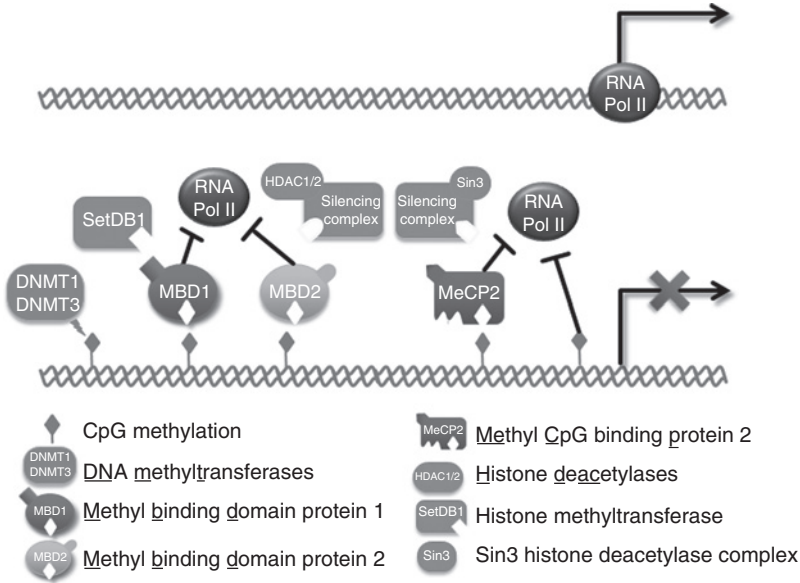 RNA
Pol II
SetDB1
RNA
Pol II
HDAC1/2
Silencing
complex
Silencing
complex
Sin3
RNA
Pol II
DNMT1
DNMT3
MBD1
MBD2
MeCP2
CpG methylation
DNMT1
DNMT3
DNA methyltransferases
MBD1
Methyl binding domain protein 1
MBD2
Methyl binding domain protein 2
MeCP2
Methyl CpG binding protein 2
HDAC1/2
Histone deacetylases
SetDB1
Histone methyltransferase
Sin3
Sin3 histone deacetylase complex